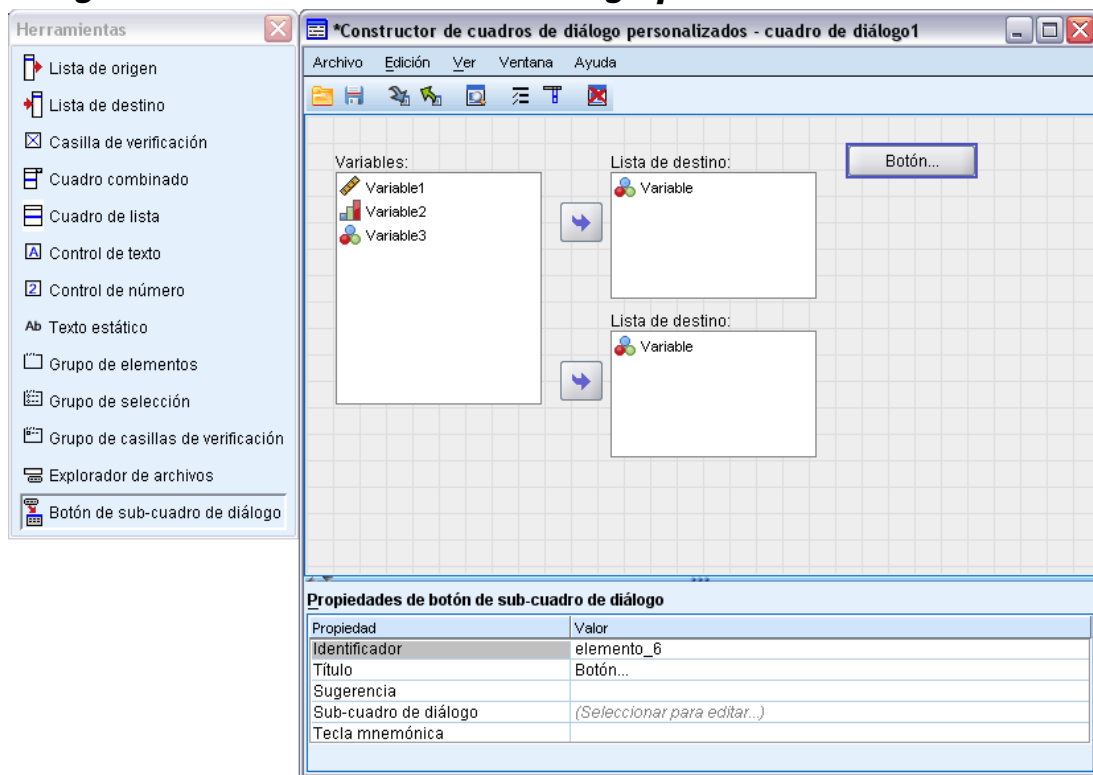 Herramientas
Lista de origen
Lista de destino
Casilla de verificación
Cuadro combinado
Cuadro de lista
Control de texto
Control de número
Ab Texto estático
Grupo de elementos
Grupo de selección
Grupo de casillas de verificación
Explorador de archivos
Botón de sub-cuadro de diálogo
*Constructor de cuadros de diálogo personalizados - cuadro de diálogo1
Archivo Edición Ver Ventana Ayuda
Variables:
Variable1
Variable2
Variable3
Lista de destino:
Variable
Lista de destino:
Variable
Botón...
Propiedades de botón de sub-cuadro de diálogo
Propiedad Valor
Identificador elemento_6
Título Botón...
Sugerencia
Sub-cuadro de diálogo (Seleccionar para editar...)
Tecla mnemónica